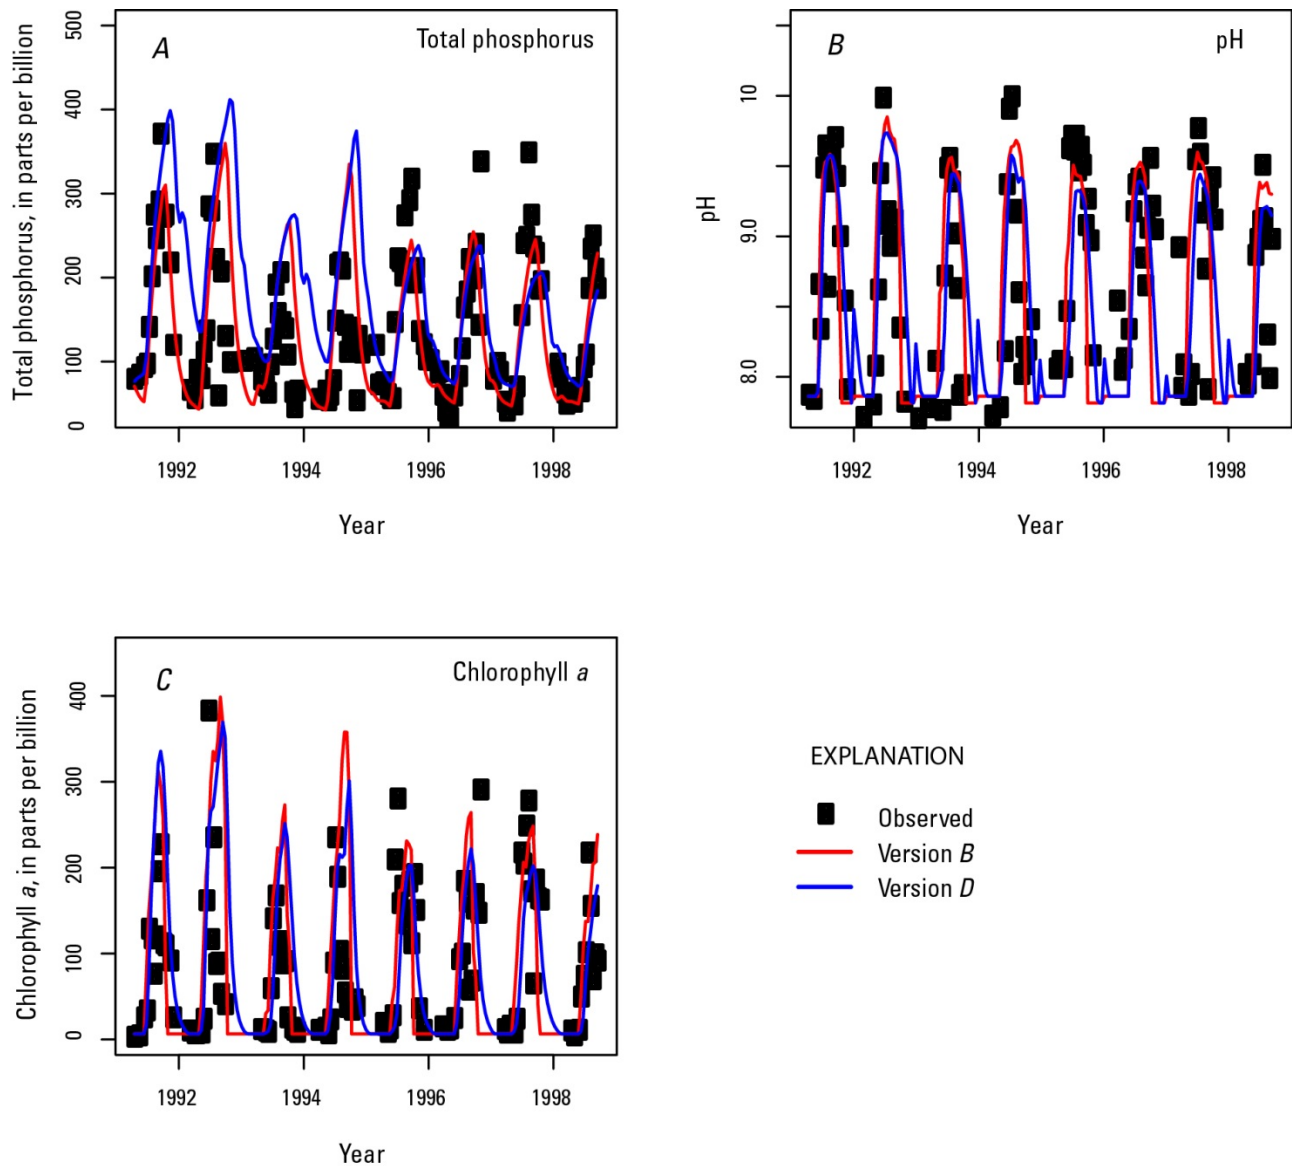 A
Total phosphorus
Total phosphorus, in parts per billion
500
400
300
200
100
0
1992
1994
1996
1998
Year
B
pH
pH
10
9.0
8.0
1992
1994
1996
1998
Year
C
Chlorophyll a
Chlorophyll a, in parts per billion
400
300
200
100
0
1992
1994
1996
1998
Year
EXPLANATION
Observed
Version B
Version D